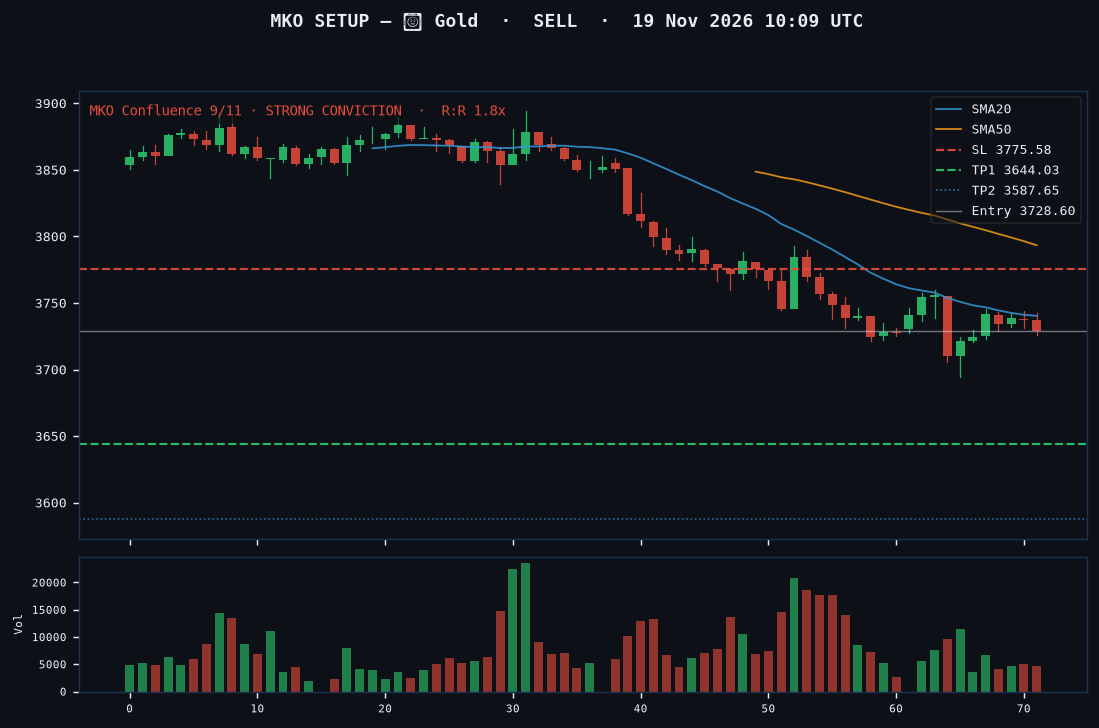 MKO SETUP — Gold · SELL · 19 Nov 2026 10:09 UTC
MKO Confluence 9/11 · STRONG CONVICTION · R:R 1.8x
SMA20
SMA50
SL 3775.58
TP1 3644.03
TP2 3587.65
Entry 3728.60
3900
3850
3800
3750
3700
3650
3600
Vol
20000
15000
10000
5000
0
0
10
20
30
40
50
60
70